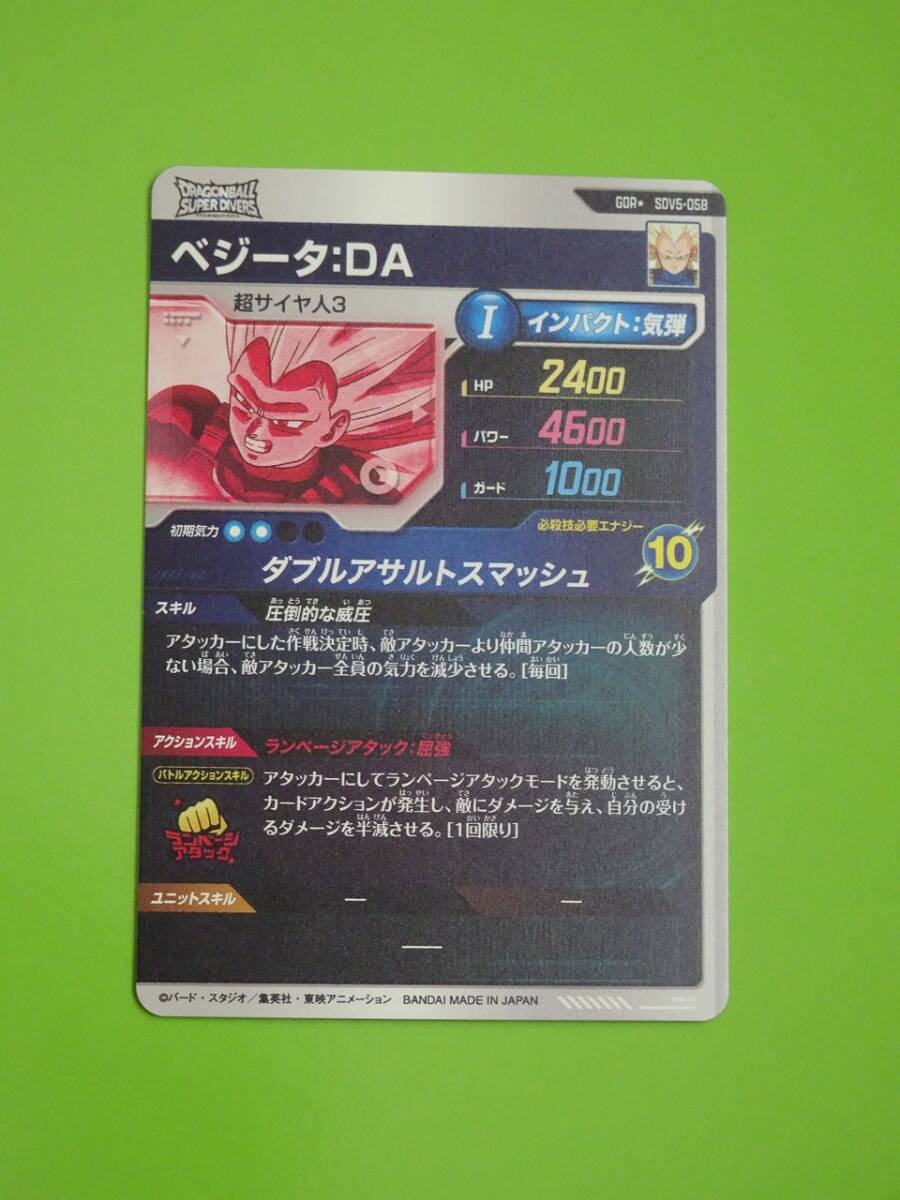 DRAGONBALL
SUPER DIVERS
GDR★ SDV5-058
ベジータ:DA
超サイヤ人3
I インパクト:気弾
HP 2400
パワー 4600
ガード 1000
初期気力
必殺技必要エナジー
10
ダブルアサルトスマッシュ
スキル 圧倒的な威圧
アタッカーにした作戦決定時、敵アタッカーより仲間アタッカーの人数が少
ない場合、敵アタッカー全員の気力を減少させる。[毎回]
アクションスキル ランページアタック:屈強
バトルアクションスキル
アタッカーにしてランページアタックモードを発動させると、
カードアクションが発生し、敵にダメージを与え、自分の受け
るダメージを半減させる。[1回限り]
ランページ
アタック
ユニットスキル — —
—
©バード・スタジオ/集英社・東映アニメーション BANDAI MADE IN JAPAN